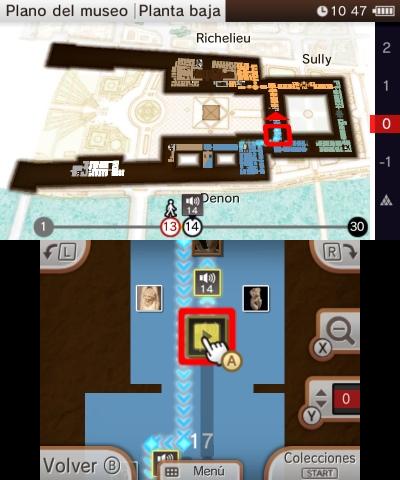 Plano del museo | Planta baja
10 47
Richelieu
Sully
Denon
2
1
0
-1
14
1
13
14
30
L
R
14
A
X
0
Y
17
Volver B
Menú
Colecciones
START